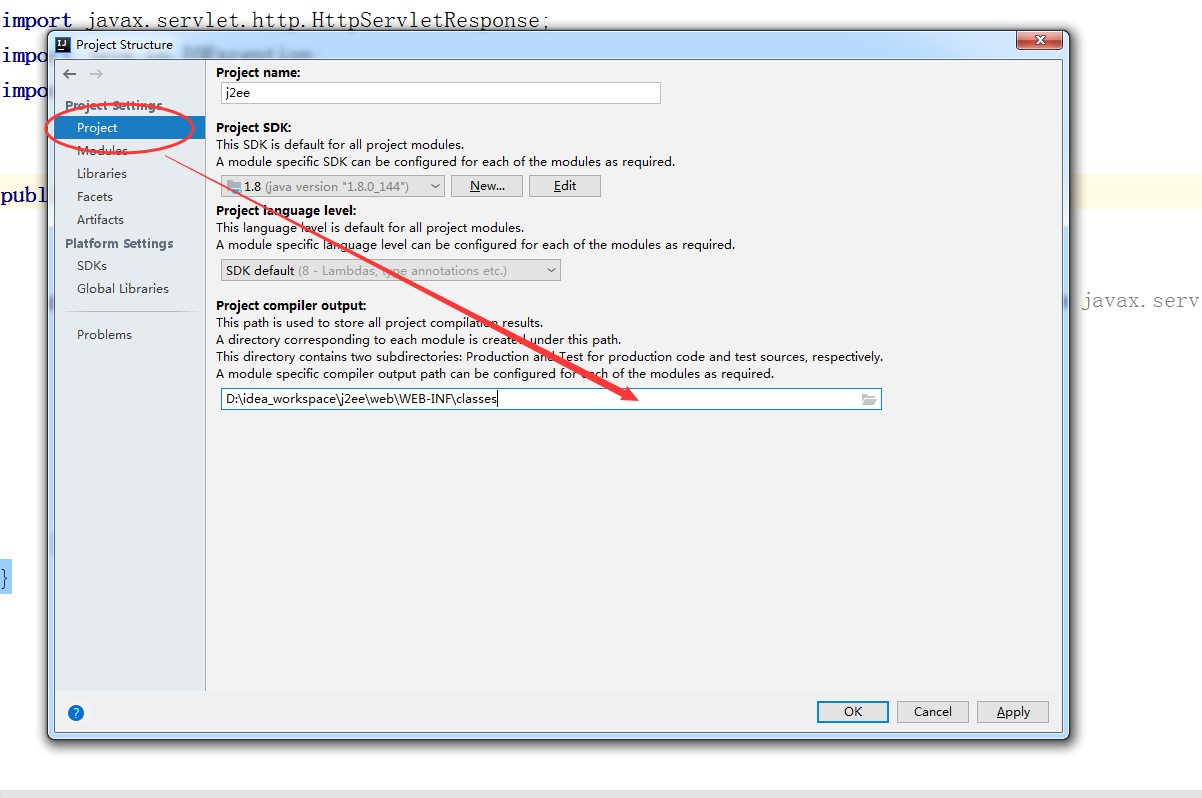 import javax.servlet.http.HttpServletResponse;
Project Structure
Project Settings
Project
Modules
Libraries
Facets
Artifacts
Platform Settings
SDKs
Global Libraries
Problems
Project name:
j2ee
Project SDK:
This SDK is default for all project modules.
A module specific SDK can be configured for each of the modules as required.
1.8 (java version "1.8.0_144") New... Edit
Project language level:
This language level is default for all project modules.
A module specific language level can be configured for each of the modules as required.
SDK default (8 - Lambdas, type annotations etc.)
Project compiler output:
This path is used to store all project compilation results.
A directory corresponding to each module is created under this path.
This directory contains two subdirectories: Production and Test for production code and test sources, respectively.
A module specific compiler output path can be configured for each of the modules as required.
D:\idea_workspace\j2ee\web\WEB-INF\classes
? OK Cancel Apply
impo
impo
publ
javax.serv
}